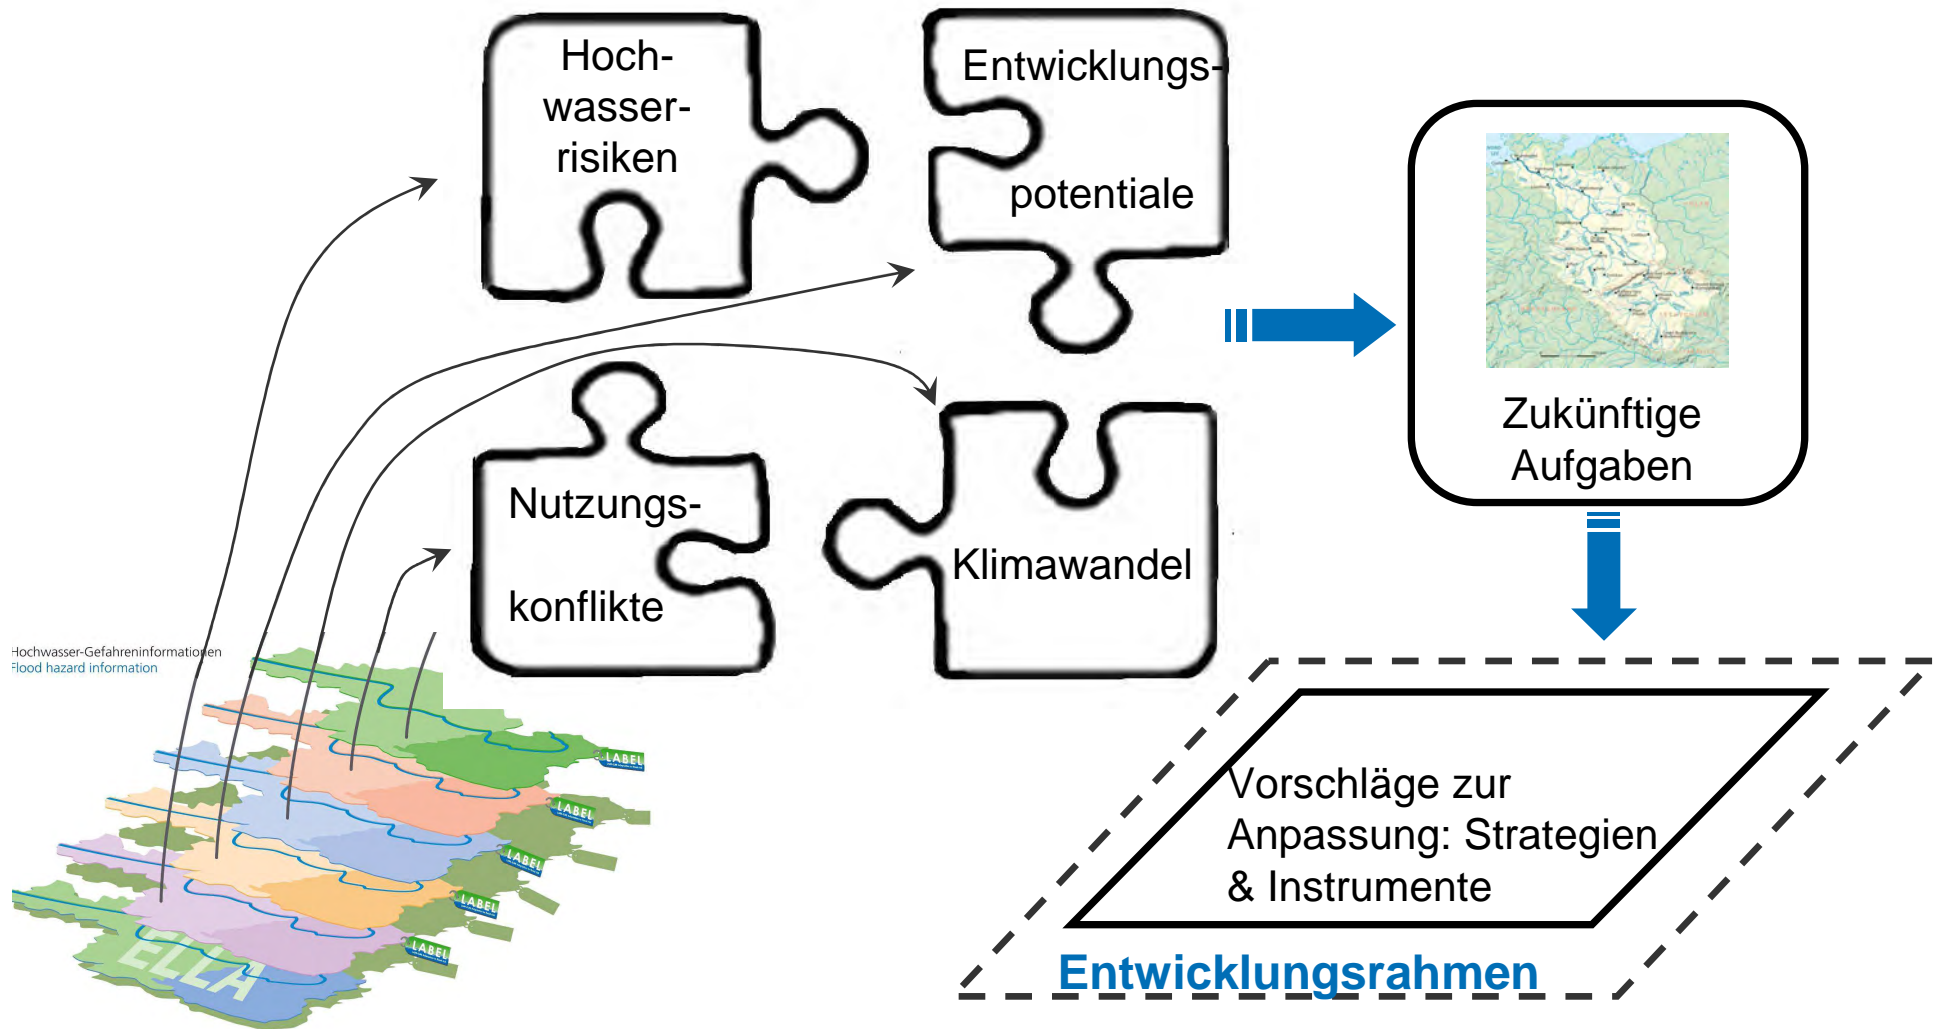 Hoch-
wasser-
risiken
Entwicklungs-
potentiale
Nutzungs-
konflikte
Klimawandel
Zukünftige
Aufgaben
Hochwasser-Gefahreninformationen
Flood hazard information
LABEL
LABEL
LABEL
LABEL
LABEL
ELLA
Vorschläge zur
Anpassung: Strategien
& Instrumente
Entwicklungsrahmen